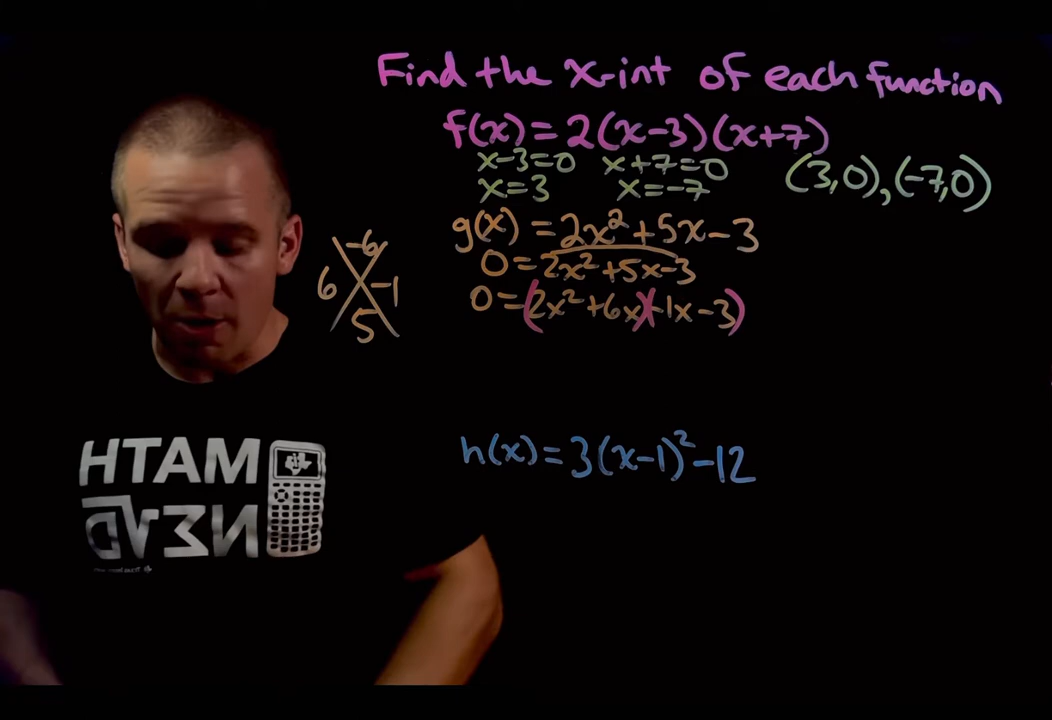 Find the x-int of each function
f(x) = 2(x-3)(x+7)
x-3=0 x+7=0 (3,0),(-7,0)
x=3 x=-7
g(x) = 2x²+5x-3
0=2x²+5x-3
0=(2x²+6x)(-1x-3)
-6
6 -1
5
h(x)=3(x-1)²-12
MATH
NERD